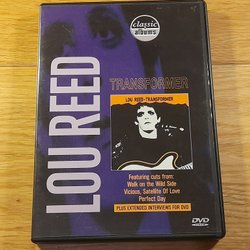 classic
albums
LOU REED
TRANSFORMER
LOU REED-TRANSFORMER
Featuring cuts from:
Walk on the Wild Side
Vicious, Satellite Of Love
Perfect Day
PLUS EXTENDED INTERVIEWS FOR DVD
DVD